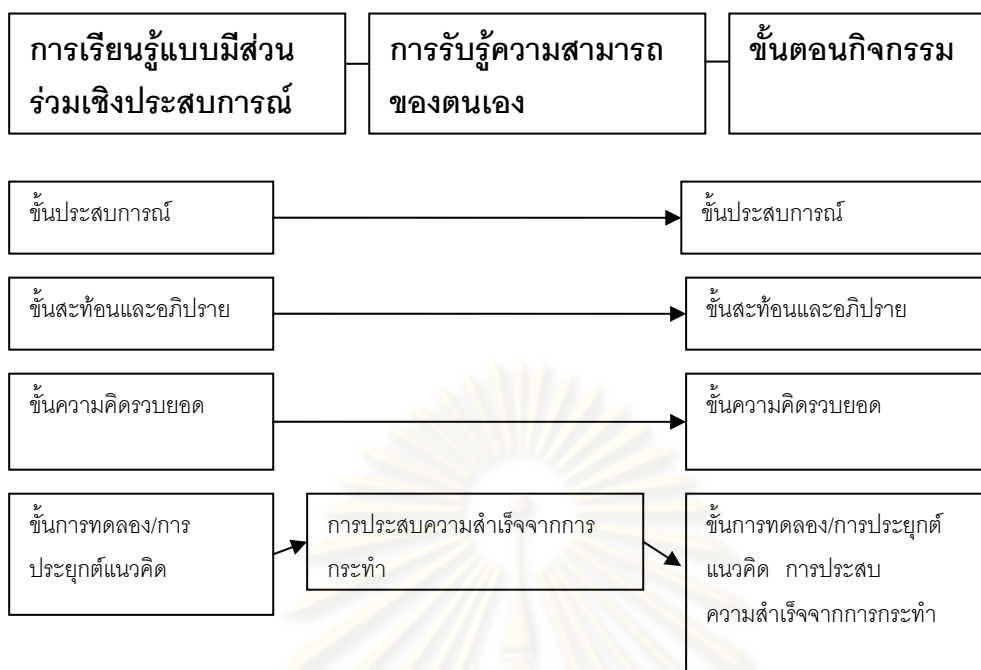 การเรียนรู้แบบมีส่วน
ร่วมเชิงประสบการณ์
การรับรู้ความสามารถ
ของตนเอง
ขั้นตอนกิจกรรม
ขั้นประสบการณ์
ขั้นประสบการณ์
ขั้นสะท้อนและอภิปราย
ขั้นสะท้อนและอภิปราย
ขั้นความคิดรวบยอด
ขั้นความคิดรวบยอด
ขั้นการทดลอง/การ
ประยุกต์แนวคิด
การประสบความสำเร็จจากการ
กระทำ
ขั้นการทดลอง/การประยุกต์
แนวคิด การประสบ
ความสำเร็จจากการกระทำ